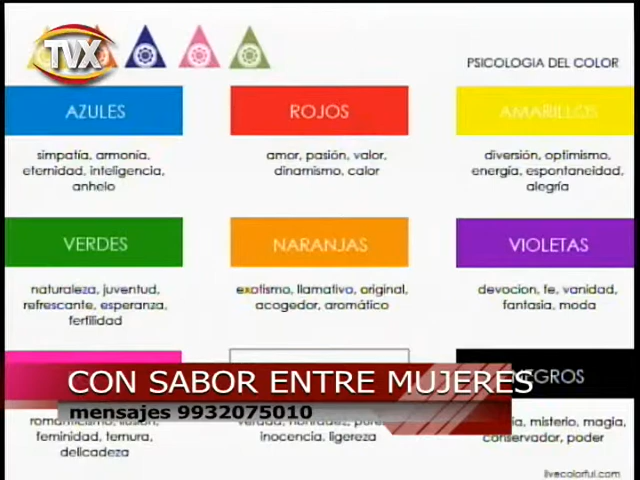 TVX
PSICOLOGIA DEL COLOR
AZULES
ROJOS
AMARILLOS
simpatía, armonía,
eternidad, inteligencia,
anhelo
amor, pasión, valor,
dinamismo, calor
diversión, optimismo,
energía, espontaneidad,
alegría
VERDES
NARANJAS
VIOLETAS
naturaleza, juventud,
refrescante, esperanza,
fertilidad
exotismo, llamativo, original,
acogedor, aromático
devocion, fe, vanidad,
fantasia, moda
NEGROS
CON SABOR ENTRE MUJERES
mensajes 9932075010
feminidad, ternura,
delicadeza
inocencia, ligereza
misterio, magia,
conservador, poder
livecolorful.com